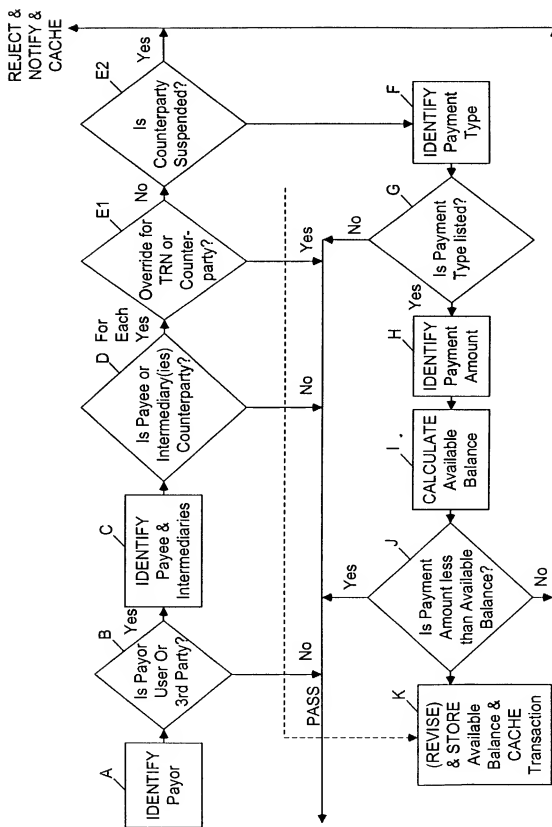 A
IDENTIFY
Payor
B
Is Payor
User Or
3rd Party?
Yes
No
C
IDENTIFY
Payee &
Intermediaries
D
Is Payee or
Intermediary(ies)
Counterparty?
For
Each
Yes
No
E1
Override for
TRN or
Counter-
party?
No
Yes
E2
Is
Counterparty
Suspended?
Yes
REJECT &
NOTIFY &
CACHE
PASS
F
IDENTIFY
Payment
Type
G
Is Payment
Type listed?
No
Yes
H
IDENTIFY
Payment
Amount
I
CALCULATE
Available
Balance
J
Is Payment
Amount less
than Available
Balance?
Yes
No
K
(REVISE)
& STORE
Available
Balance &
CACHE
Transaction